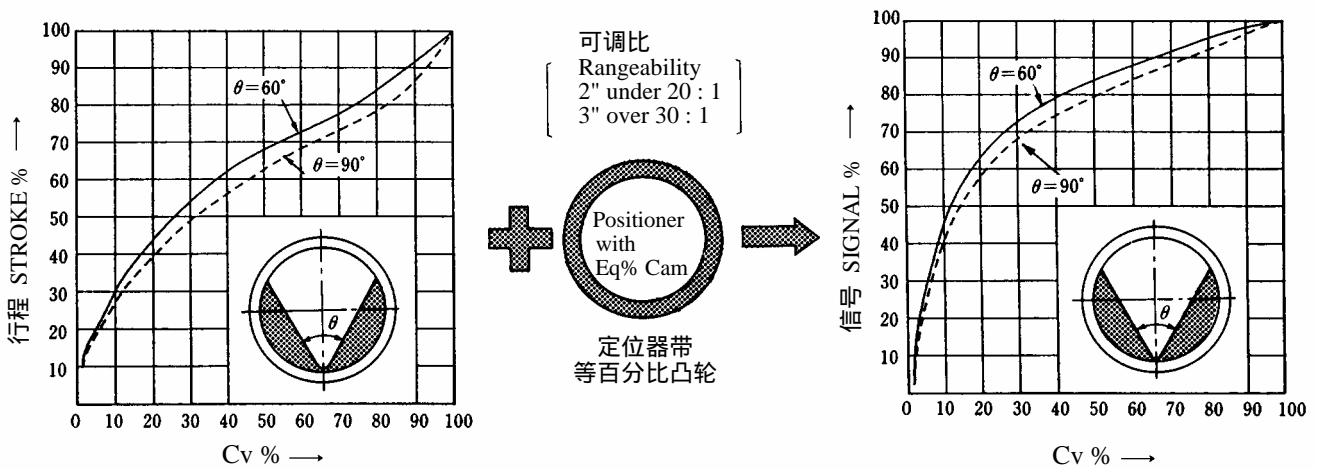 100
90
80
70
60
50
40
30
20
10
行程 STROKE %
θ=60°
θ=90°
θ
0 10 20 30 40 50 60 70 80 90 100
Cv %
可调比
Rangeability
2" under 20 : 1
3" over 30 : 1
Positioner
with
Eq% Cam
定位器带
等百分比凸轮
100
90
80
70
60
50
40
30
20
10
信号 SIGNAL %
θ=60°
θ=90°
θ
0 10 20 30 40 50 60 70 80 90 100
Cv %